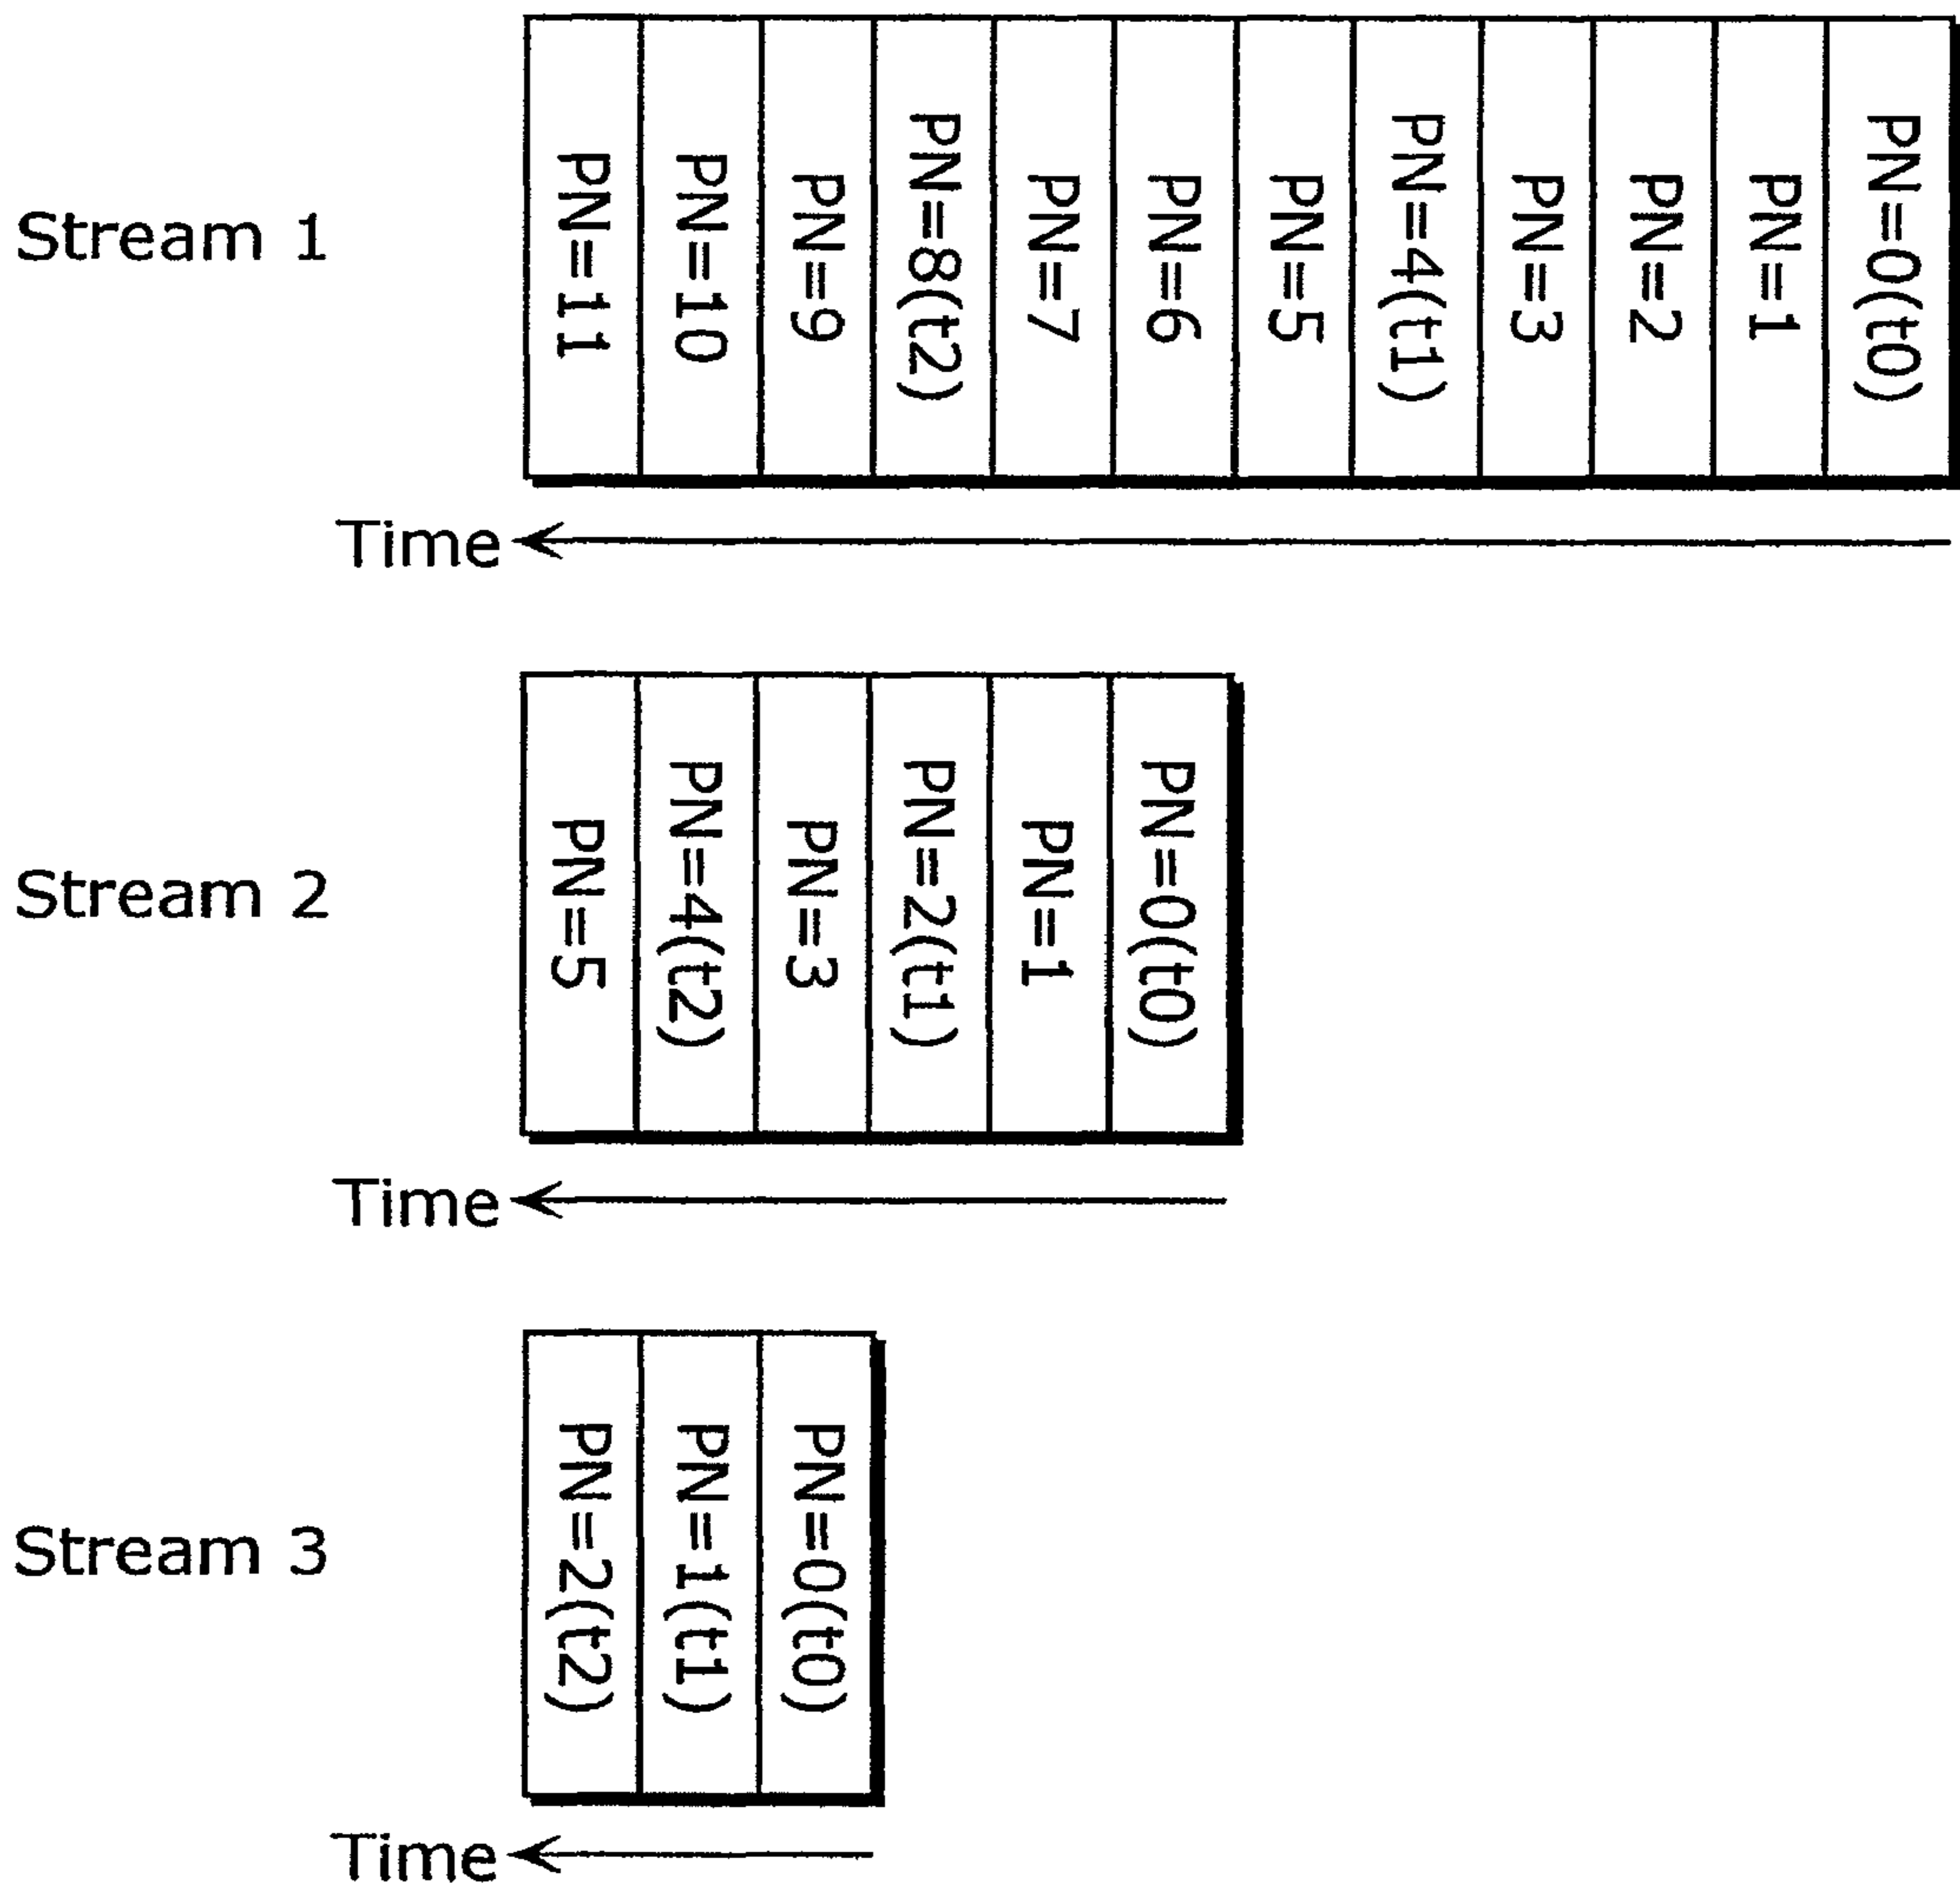 Stream 1
PN=11
PN=10
PN=9
PN=8(t2)
PN=7
PN=6
PN=5
PN=4(t1)
PN=3
PN=2
PN=1
PN=0(t0)
Time
Stream 2
PN=5
PN=4(t2)
PN=3
PN=2(t1)
PN=1
PN=0(t0)
Time
Stream 3
PN=2(t2)
PN=1(t1)
PN=0(t0)
Time